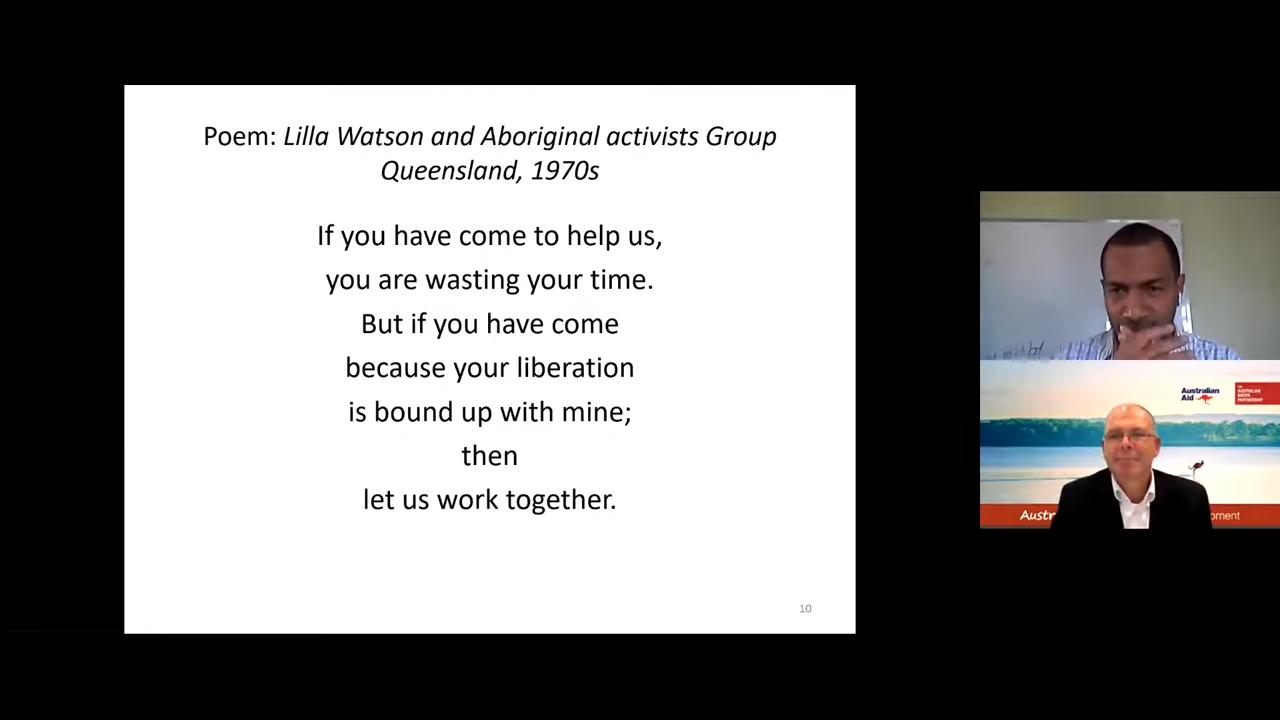 Poem: Lilla Watson and Aboriginal activists Group
Queensland, 1970s
If you have come to help us,
you are wasting your time.
But if you have come
because your liberation
is bound up with mine;
then
let us work together.
10
Australian
Aid
THE
AUSTRALIAN
WATER
PARTNERSHIP
Austr
oment